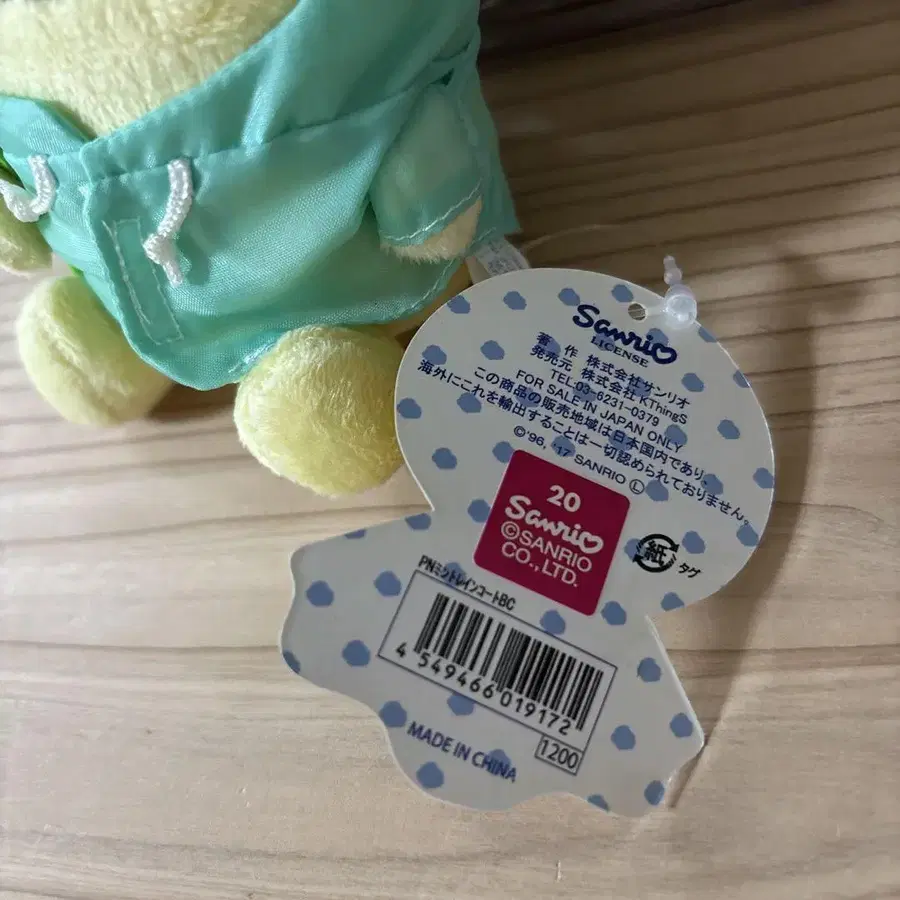 Sanrio
LICENSE
著 作 株式会社サンリオ
発売元 株式会社 KThingS
TEL:03-6231-0379
FOR SALE IN JAPAN ONLY
この商品の販売地域は日本国内であり、
海外にこれを輸出することは一切認められておりません。
©'96, '17 SANRIO Ⓛ
20
Sanrio
©SANRIO
CO.,LTD.
紙 タグ
PNミントレインコートBC
4 549466 019172
1200
MADE IN CHINA